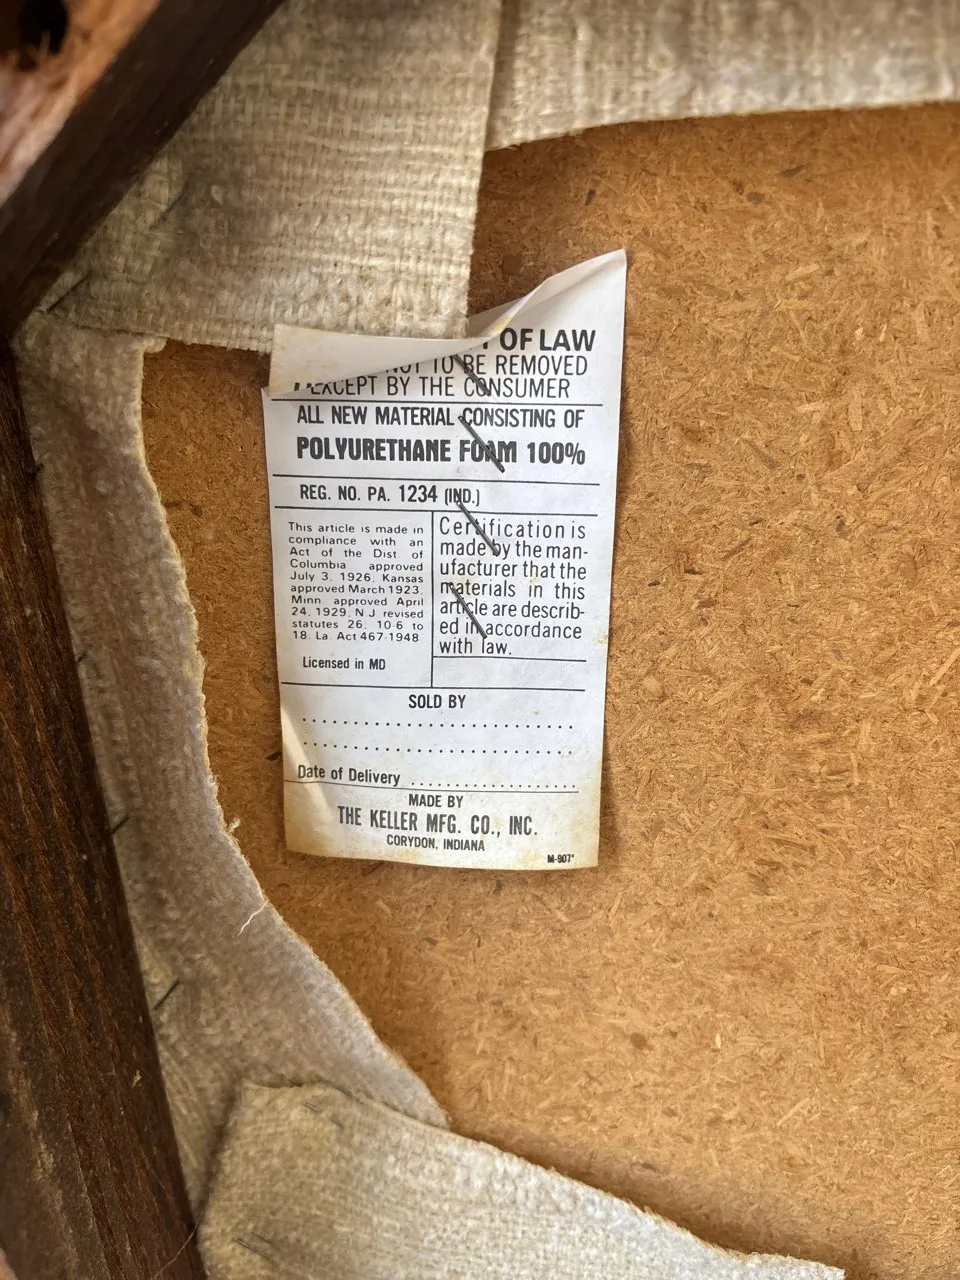 OF LAW
NOT TO BE REMOVED
EXCEPT BY THE CONSUMER
ALL NEW MATERIAL CONSISTING OF
POLYURETHANE FOAM 100%
REG. NO. PA. 1234 (IND.)
This article is made in
compliance with an
Act of the Dist. of
Columbia approved
July 3, 1926, Kansas
approved March 1923,
Minn. approved April
24, 1929, N J revised
statutes 26, 10-6 to
18. La. Act 467-1948
Licensed in MD
Certification is
made by the man-
ufacturer that the
materials in this
article are describ-
ed in accordance
with law.
SOLD BY
Date of Delivery
MADE BY
THE KELLER MFG. CO., INC.
CORYDON, INDIANA
M-907